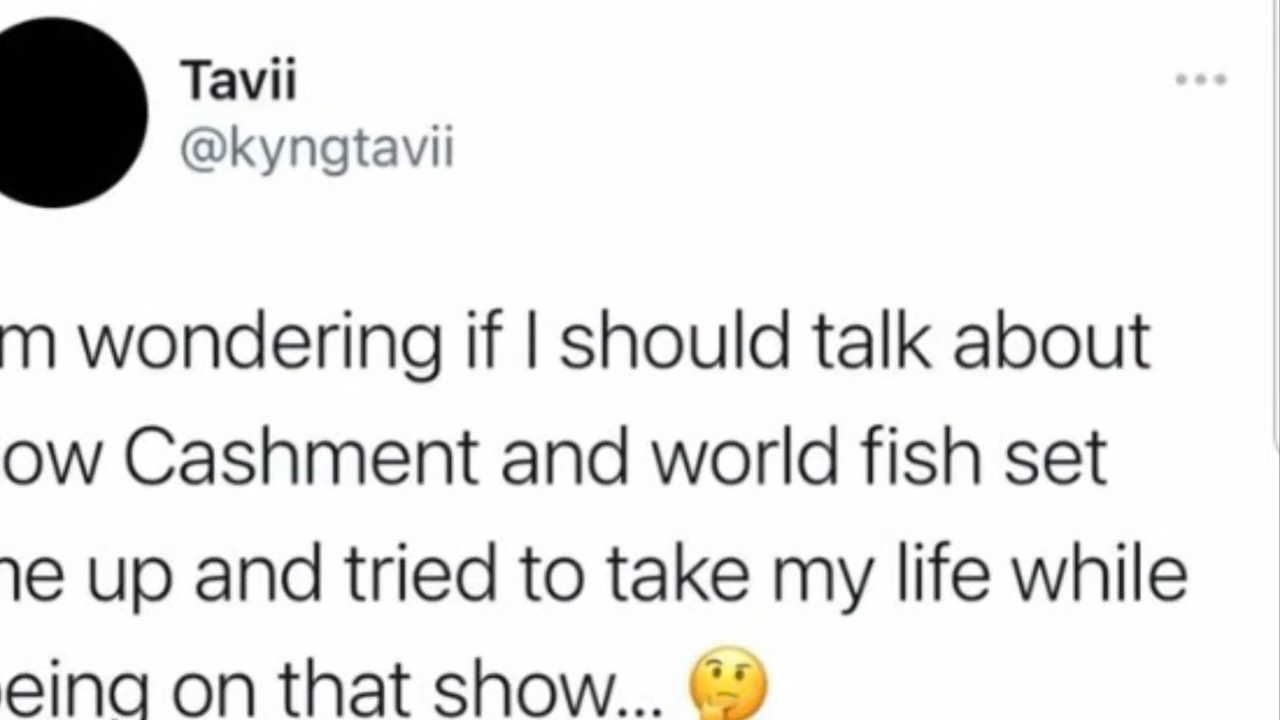 Tavii
@kyngtavii
m wondering if I should talk about
ow Cashment and world fish set
he up and tried to take my life while
eing on that show... 🤔